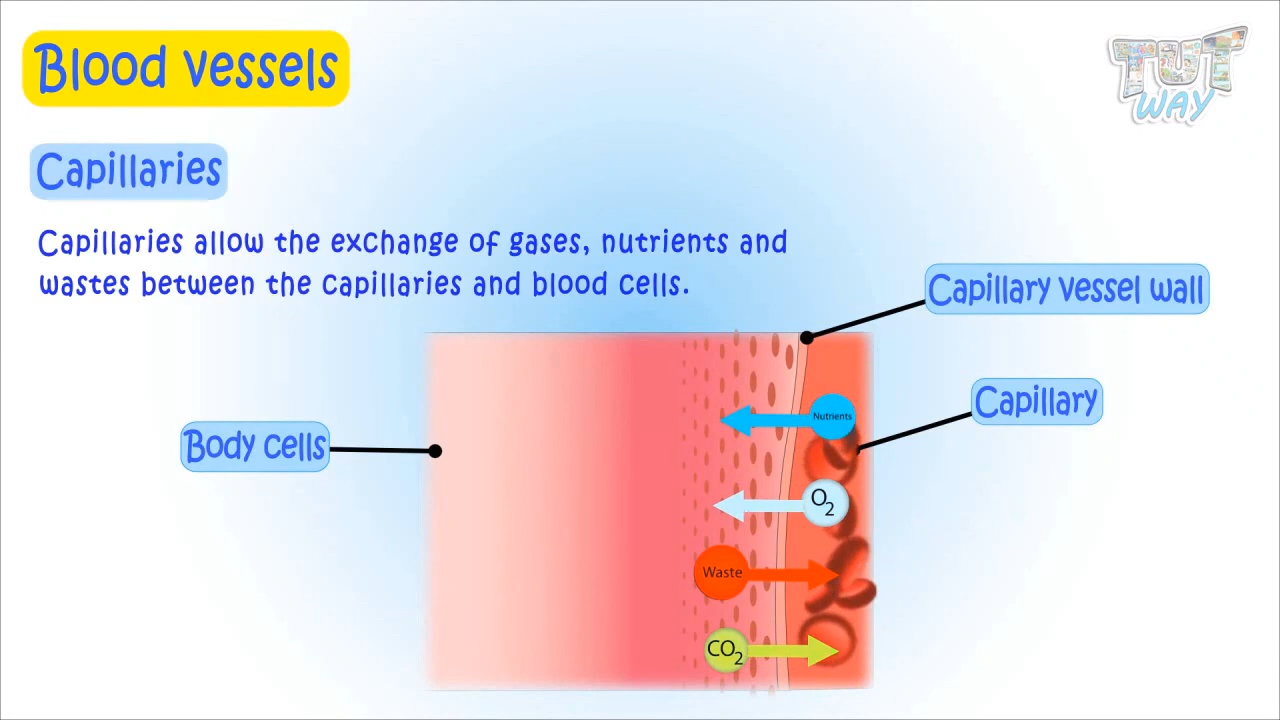 Blood vessels
TUT
WAY
Capillaries
Capillaries allow the exchange of gases, nutrients and
wastes between the capillaries and blood cells.
Capillary vessel wall
Capillary
Nutrients
Body cells
O₂
Waste
CO₂